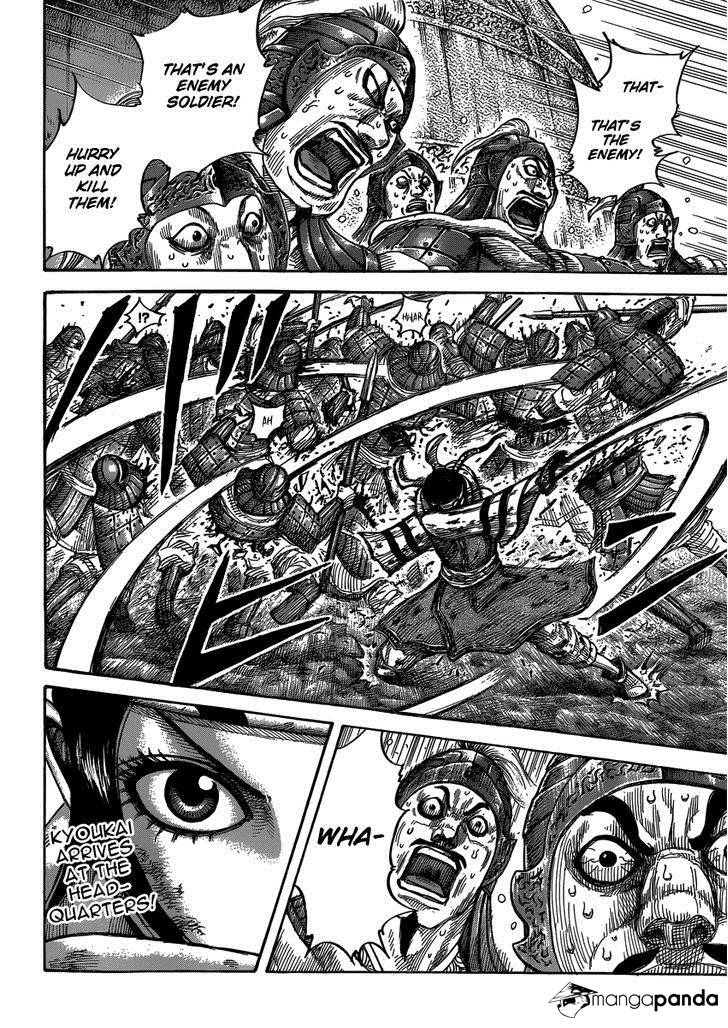 THAT-
THAT'S
THE
ENEMY!
THAT'S AN
ENEMY
SOLDIER!
HURRY
UP AND
KILL
THEM!
!?
HWAR
AH
WHA-
KYOUKAI
ARRIVES
AT THE
HEAD-
QUARTERS!
mangapanda